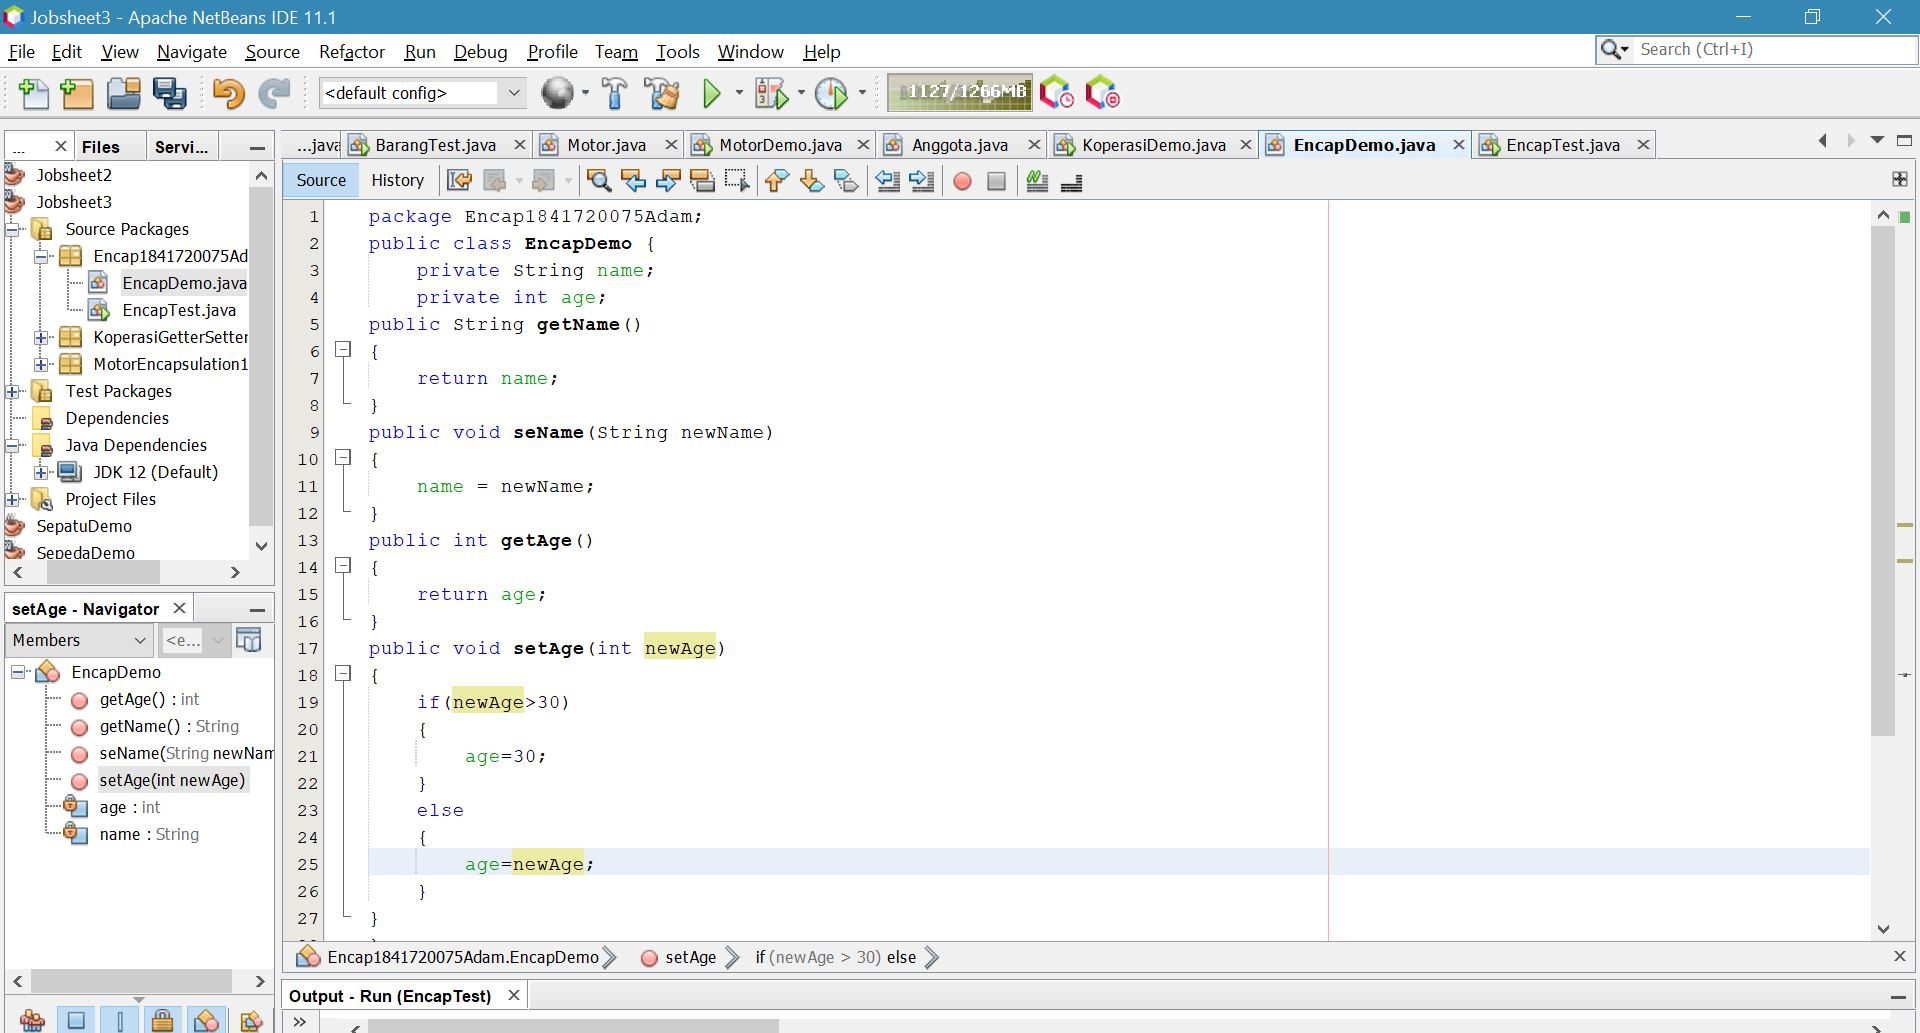 Jobsheet3 - Apache NetBeans IDE 11.1
File Edit View Navigate Source Refactor Run Debug Profile Team Tools Window Help
Search (Ctrl+I)
<default config>
1127/1266MB
... Files Servi...
...java BarangTest.java Motor.java MotorDemo.java Anggota.java KoperasiDemo.java EncapDemo.java EncapTest.java
Source History
Jobsheet2
Jobsheet3
Source Packages
Encap1841720075Ad
EncapDemo.java
EncapTest.java
KoperasiGetterSetter
MotorEncapsulation1
Test Packages
Dependencies
Java Dependencies
JDK 12 (Default)
Project Files
SepatuDemo
SepedaDemo
setAge - Navigator
Members <e...
EncapDemo
getAge() : int
getName() : String
seName(String newNam
setAge(int newAge)
age : int
name : String
1 package Encap1841720075Adam;
2 public class EncapDemo {
3 private String name;
4 private int age;
5 public String getName()
6 {
7 return name;
8 }
9 public void seName(String newName)
10 {
11 name = newName;
12 }
13 public int getAge()
14 {
15 return age;
16 }
17 public void setAge(int newAge)
18 {
19 if(newAge>30)
20 {
21 age=30;
22 }
23 else
24 {
25 age=newAge;
26 }
27 }
Encap1841720075Adam.EncapDemo setAge if (newAge > 30) else
Output - Run (EncapTest)